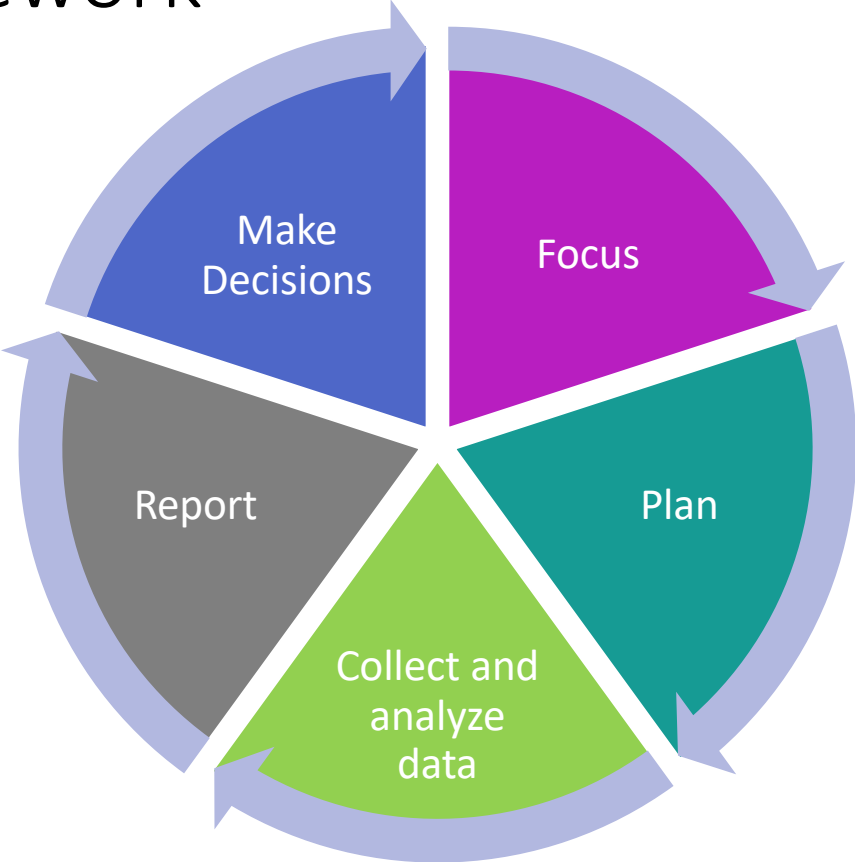 Focus
Plan
Collect and
analyze
data
Report
Make
Decisions